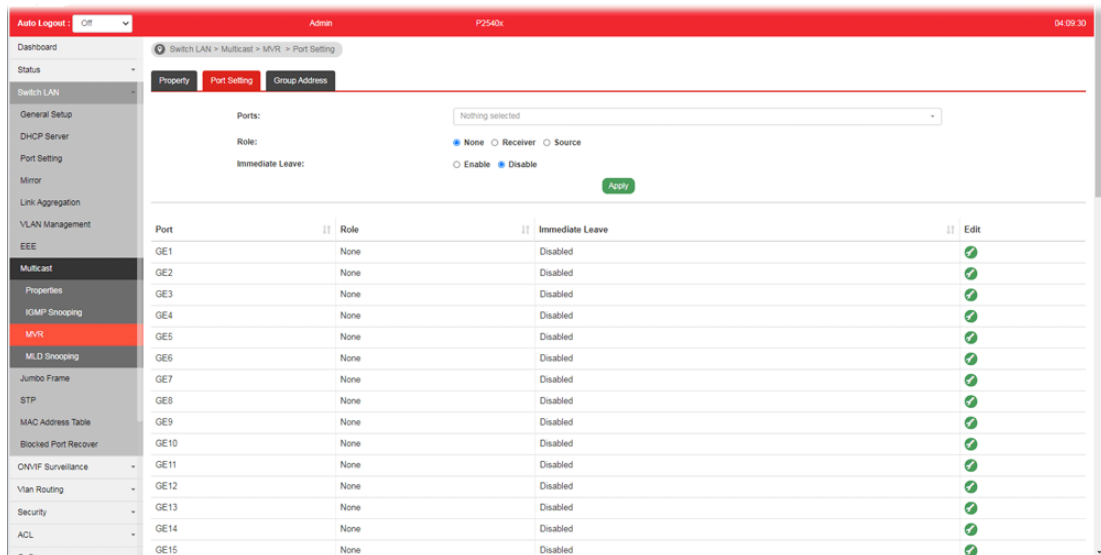 Auto Logout : Off Admin P2540x 04:09:30
Dashboard
Status
Switch LAN
General Setup
DHCP Server
Port Setting
Mirror
Link Aggregation
VLAN Management
EEE
Multicast
Properties
IGMP Snooping
MVR
MLD Snooping
Jumbo Frame
STP
MAC Address Table
Blocked Port Recover
ONVIF Surveillance
Vlan Routing
Security
ACL
Switch LAN > Multicast > MVR > Port Setting
Property Port Setting Group Address
Ports: Nothing selected
Role: None Receiver Source
Immediate Leave: Enable Disable
Apply
Port Role Immediate Leave Edit
GE1 None Disabled
GE2 None Disabled
GE3 None Disabled
GE4 None Disabled
GE5 None Disabled
GE6 None Disabled
GE7 None Disabled
GE8 None Disabled
GE9 None Disabled
GE10 None Disabled
GE11 None Disabled
GE12 None Disabled
GE13 None Disabled
GE14 None Disabled
GE15 None Disabled